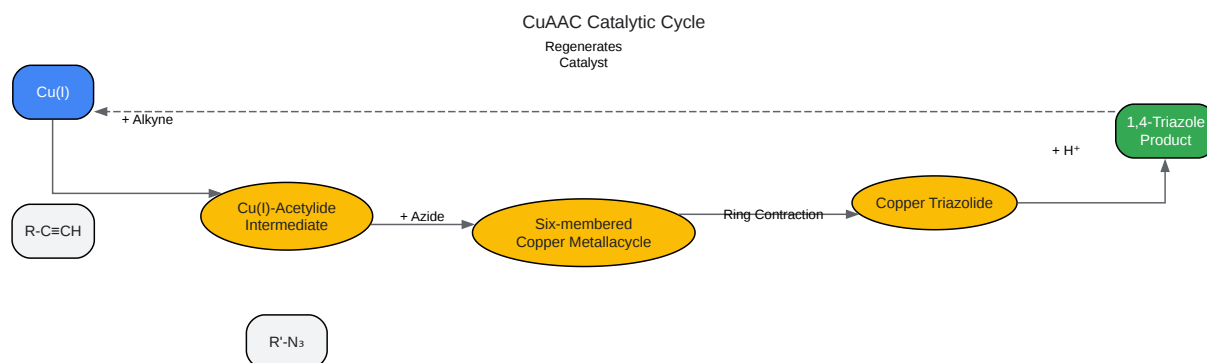 CuAAC Catalytic Cycle
Regenerates
Catalyst
Cu(I)
+ Alkyne
1,4-Triazole
Product
+ H⁺
R-C≡CH
Cu(I)-Acetylide
Intermediate
+ Azide
Six-membered
Copper Metallacycle
Ring Contraction
Copper Triazolide
R'-N₃